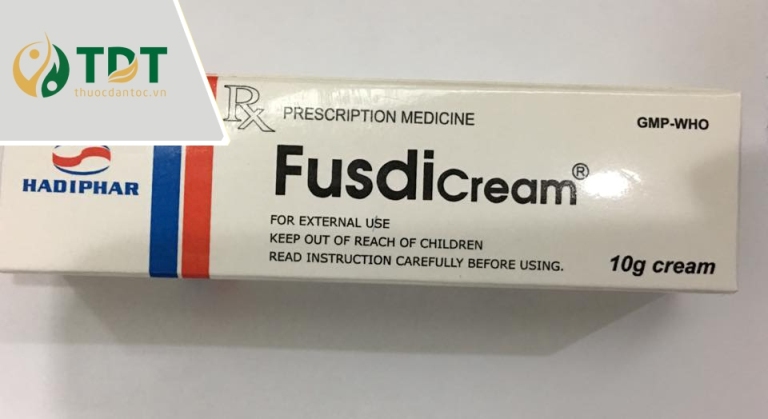 TDT
thuocdantoc.vn
Rx PRESCRIPTION MEDICINE
GMP-WHO
HADIPHAR
Fusdicream®
FOR EXTERNAL USE
KEEP OUT OF REACH OF CHILDREN
READ INSTRUCTION CAREFULLY BEFORE USING.
10g cream